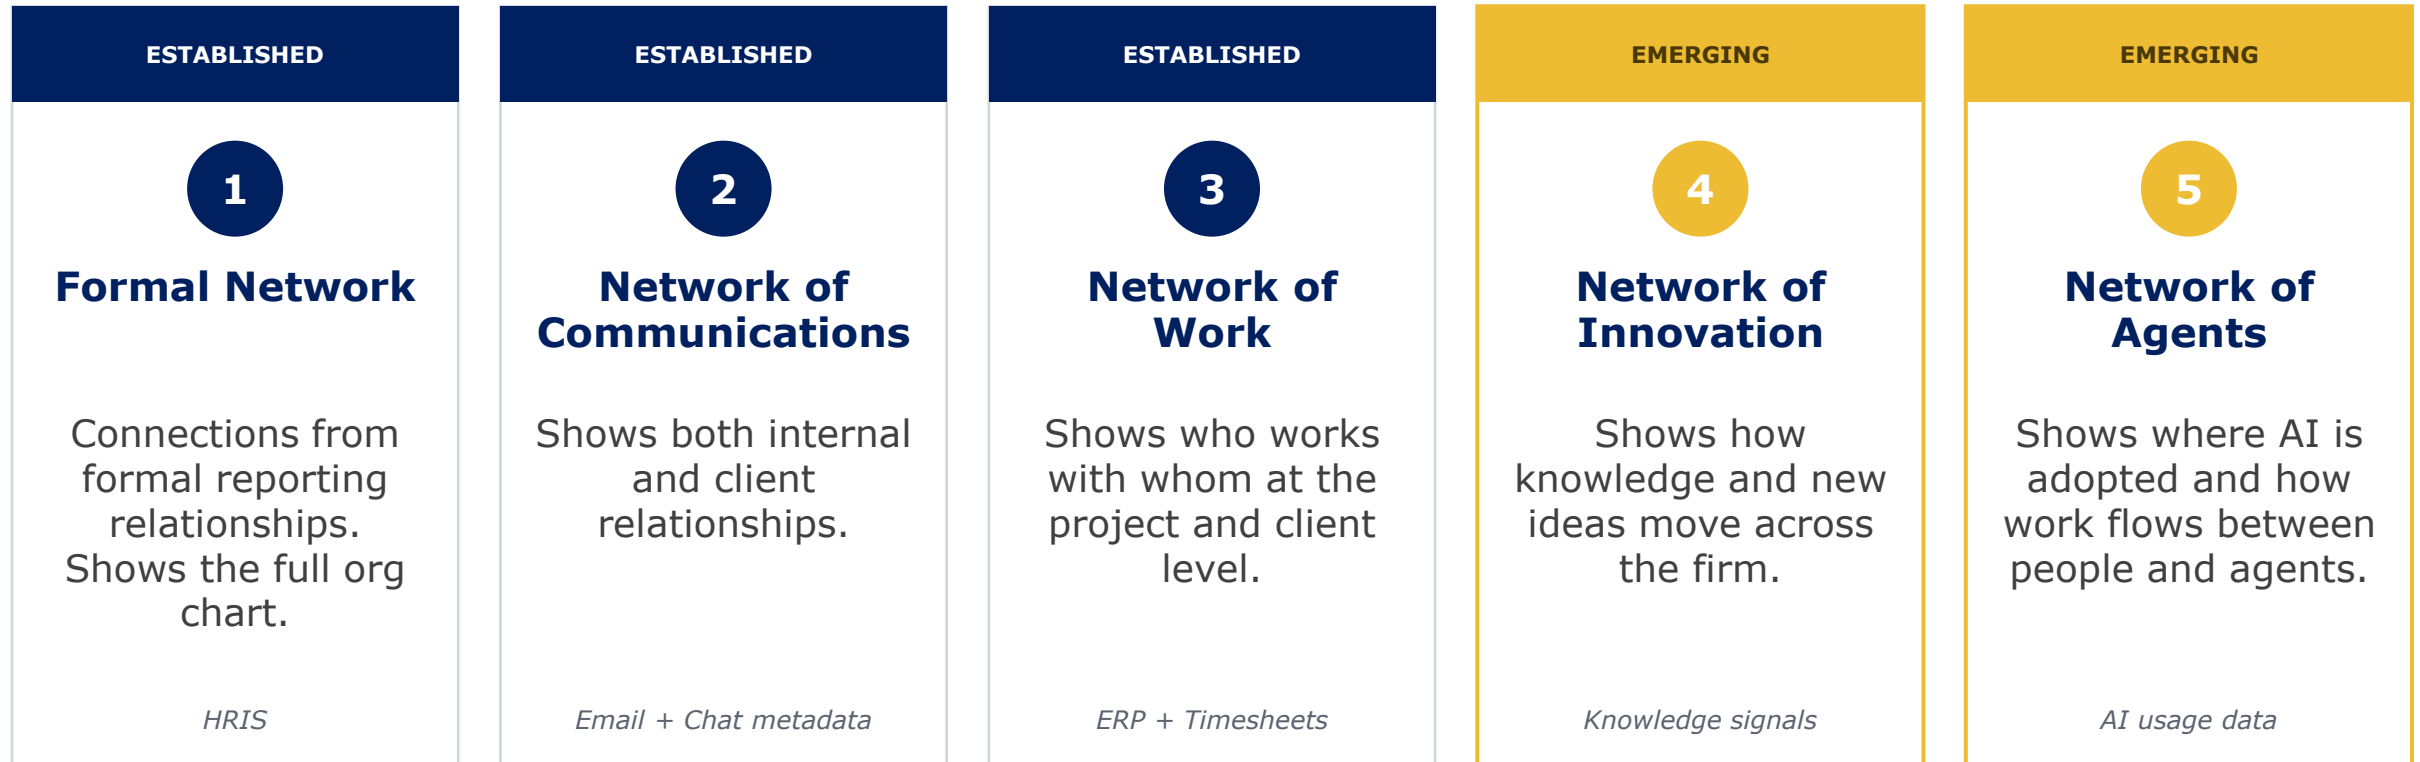 ESTABLISHED
1
Formal Network
Connections from
formal reporting
relationships.
Shows the full org
chart.
HRIS
ESTABLISHED
2
Network of
Communications
Shows both internal
and client
relationships.
Email + Chat metadata
ESTABLISHED
3
Network of
Work
Shows who works
with whom at the
project and client
level.
ERP + Timesheets
EMERGING
4
Network of
Innovation
Shows how
knowledge and new
ideas move across
the firm.
Knowledge signals
EMERGING
5
Network of
Agents
Shows where AI is
adopted and how
work flows between
people and agents.
AI usage data